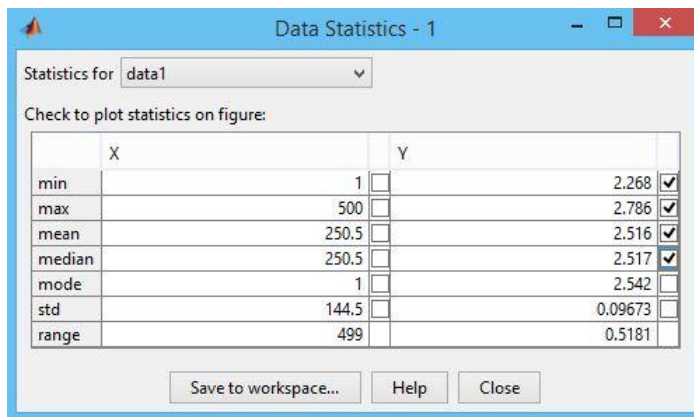 Data Statistics - 1
Statistics for data1
Check to plot statistics on figure:
X Y
min 1 2.268
max 500 2.786
mean 250.5 2.516
median 250.5 2.517
mode 1 2.542
std 144.5 0.09673
range 499 0.5181
Save to workspace... Help Close